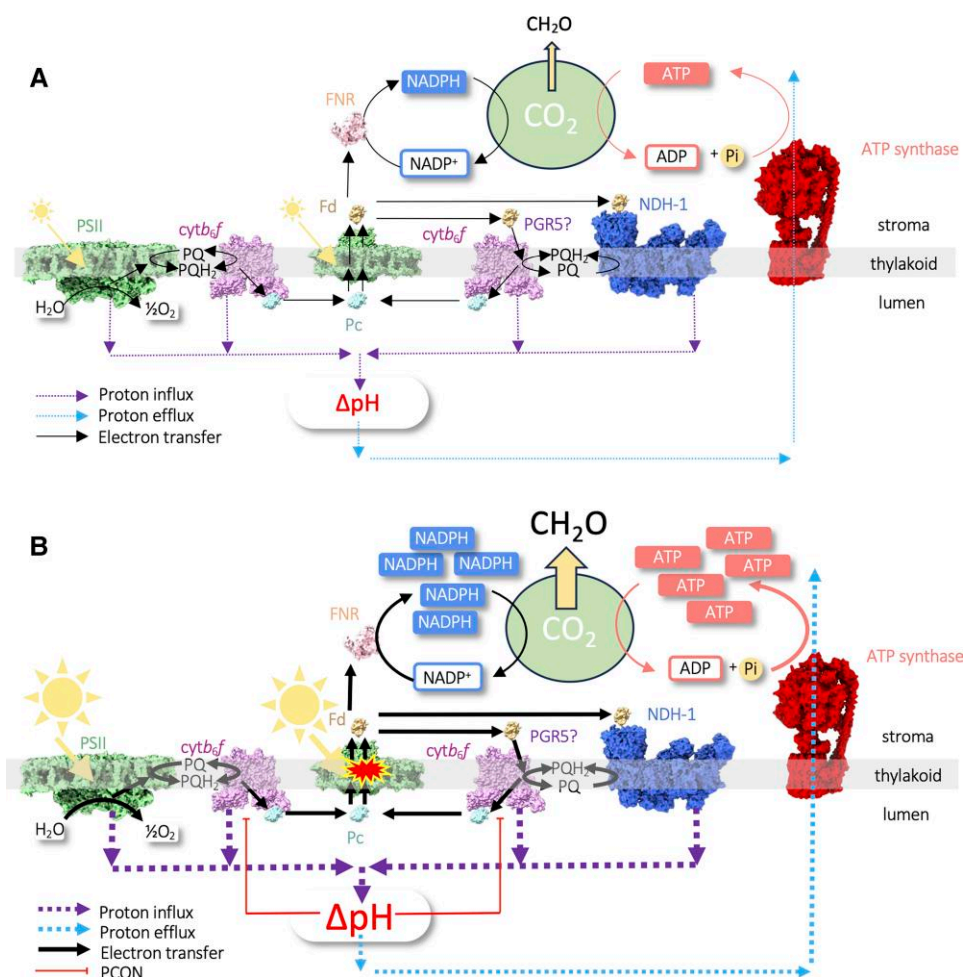 A
CH₂O
NADPH
ATP
FNR
CO₂
NADP⁺
ADP + Pi
ATP synthase
PSII
cytb₆f
Fd
cytb₆f
PGR5?
NDH-1
stroma
PQ
PQH₂
PQH₂
PQ
thylakoid
H₂O
½O₂
Pc
lumen
Proton influx
Proton efflux
Electron transfer
ΔpH
B
CH₂O
NADPH
NADPH
NADPH
NADPH
NADPH
ATP
ATP
ATP
ATP
ATP
ATP
FNR
CO₂
NADP⁺
ADP + Pi
ATP synthase
PSII
cytb₆f
Fd
cytb₆f
PGR5?
NDH-1
stroma
PQ
PQH₂
PQH₂
PQ
thylakoid
H₂O
½O₂
Pc
lumen
ΔpH
Proton influx
Proton efflux
Electron transfer
PCON